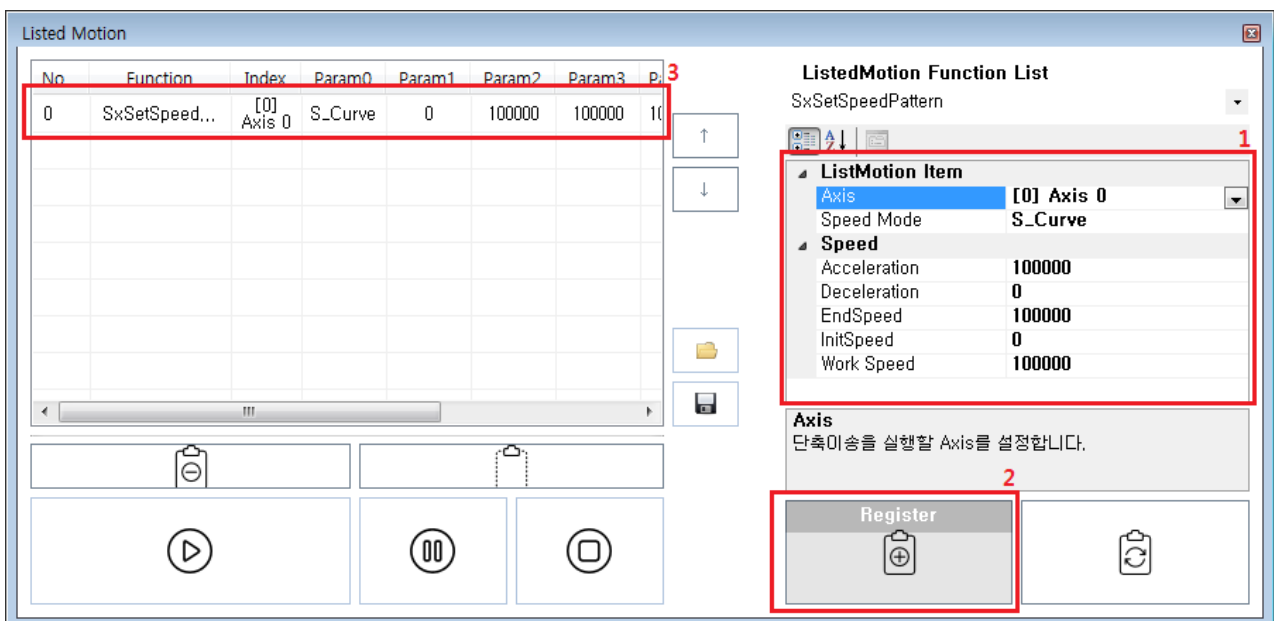 Listed Motion
No Function Index Param0 Param1 Param2 Param3 3
0 SxSetSpeed... [0] Axis 0 S_Curve 0 100000 100000
ListedMotion Function List
SxSetSpeedPattern
1
ListMotion Item
Axis [0] Axis 0
Speed Mode S_Curve
Speed
Acceleration 100000
Deceleration 0
EndSpeed 100000
InitSpeed 0
Work Speed 100000
Axis
단축이송을 실행할 Axis를 설정합니다.
2
Register